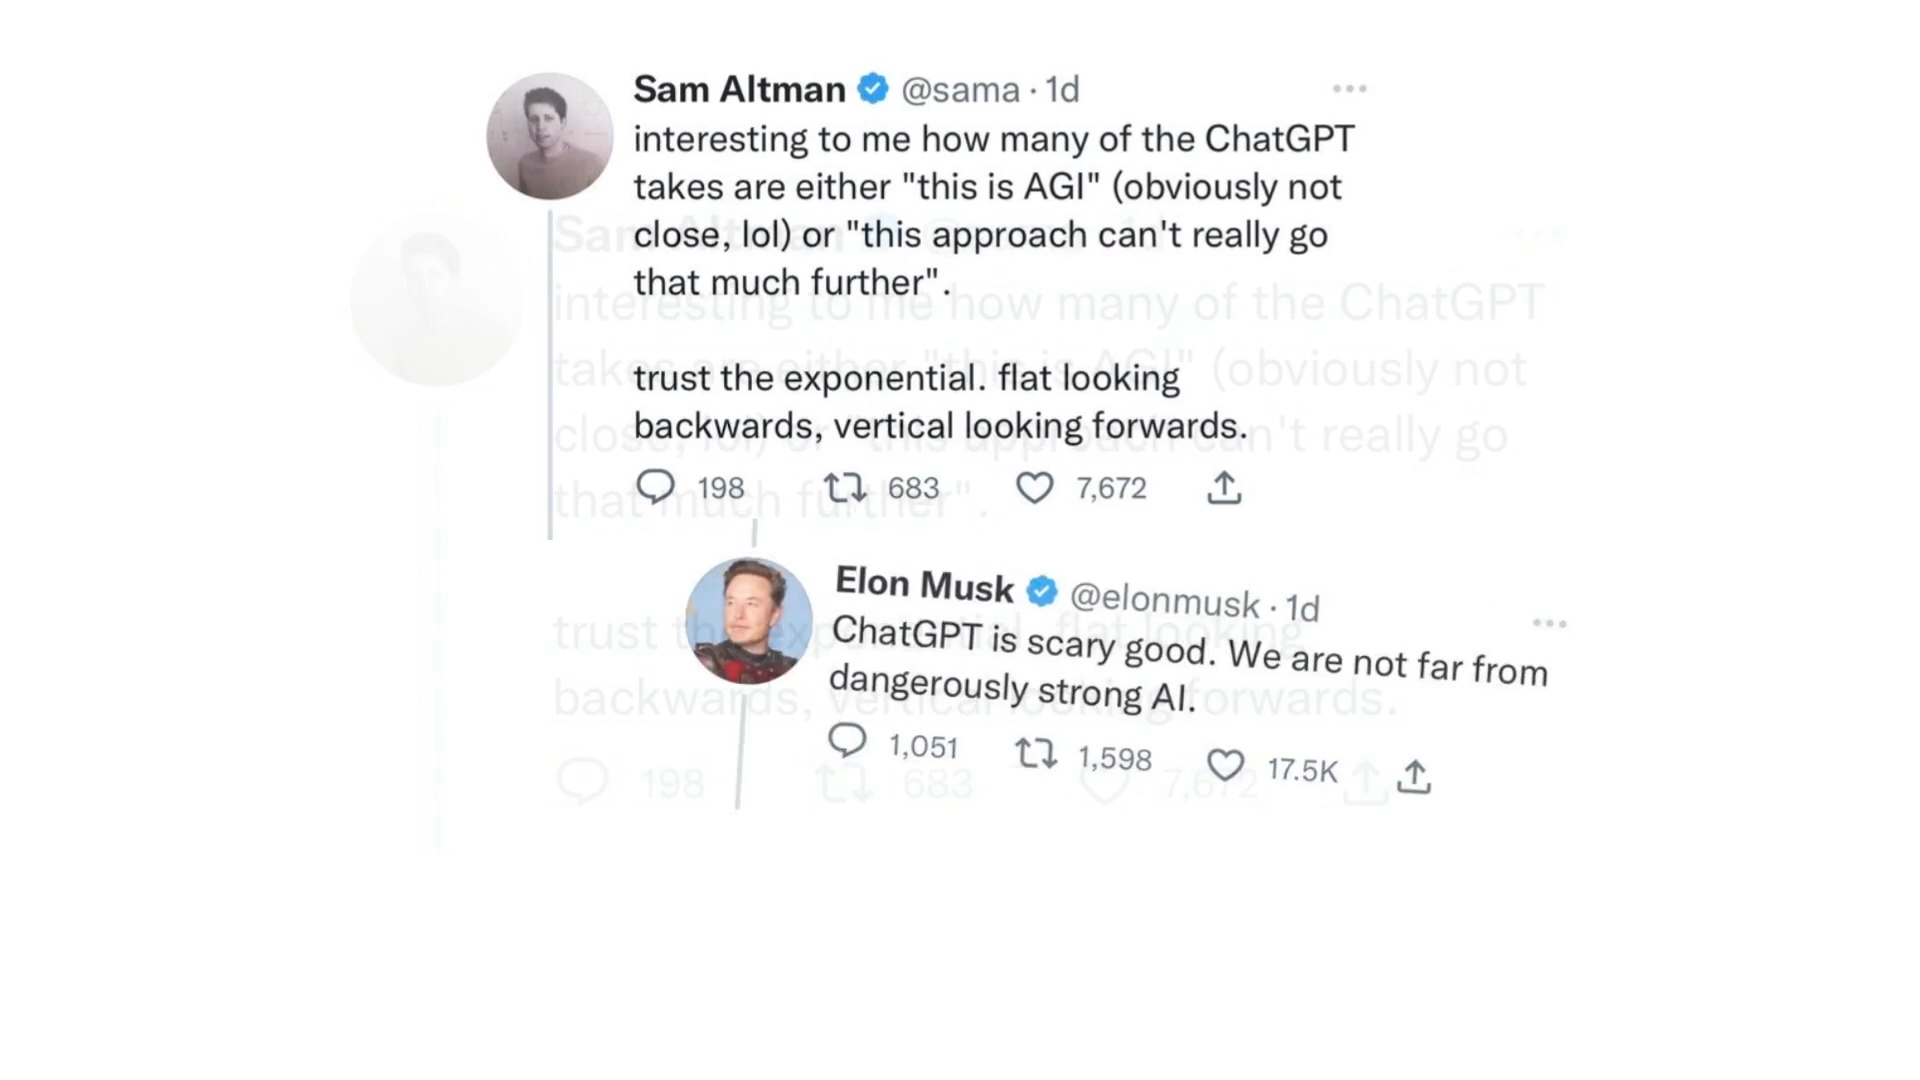 Sam Altman @sama · 1d
interesting to me how many of the ChatGPT
takes are either "this is AGI" (obviously not
close, lol) or "this approach can't really go
that much further".
trust the exponential. flat looking
backwards, vertical looking forwards.
198 683 7,672
Elon Musk @elonmusk · 1d
ChatGPT is scary good. We are not far from
dangerously strong AI.
1,051 1,598 17.5K